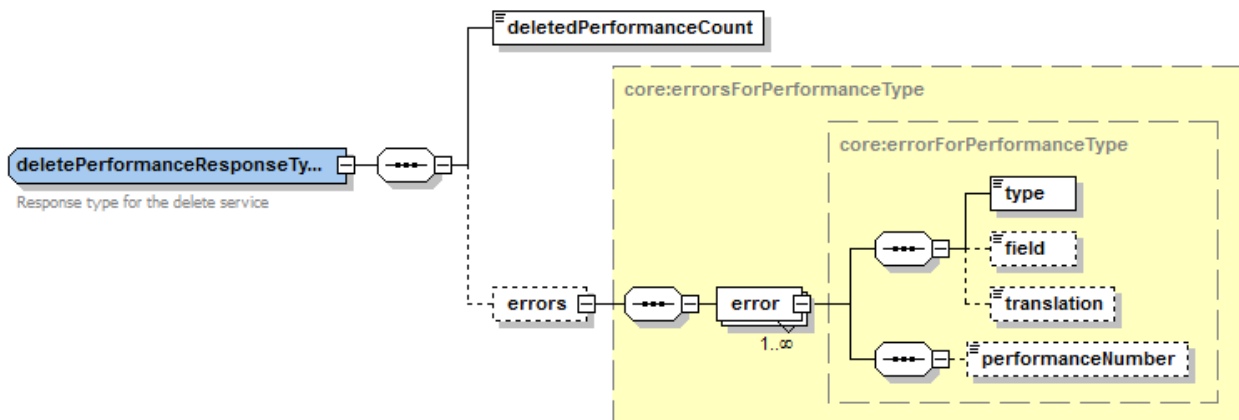 deletedPerformanceCount
core:errorsForPerformanceType
core:errorForPerformanceType
deletePerformanceResponseTy...
Response type for the delete service
type
field
errors
error
translation
1..∞
performanceNumber